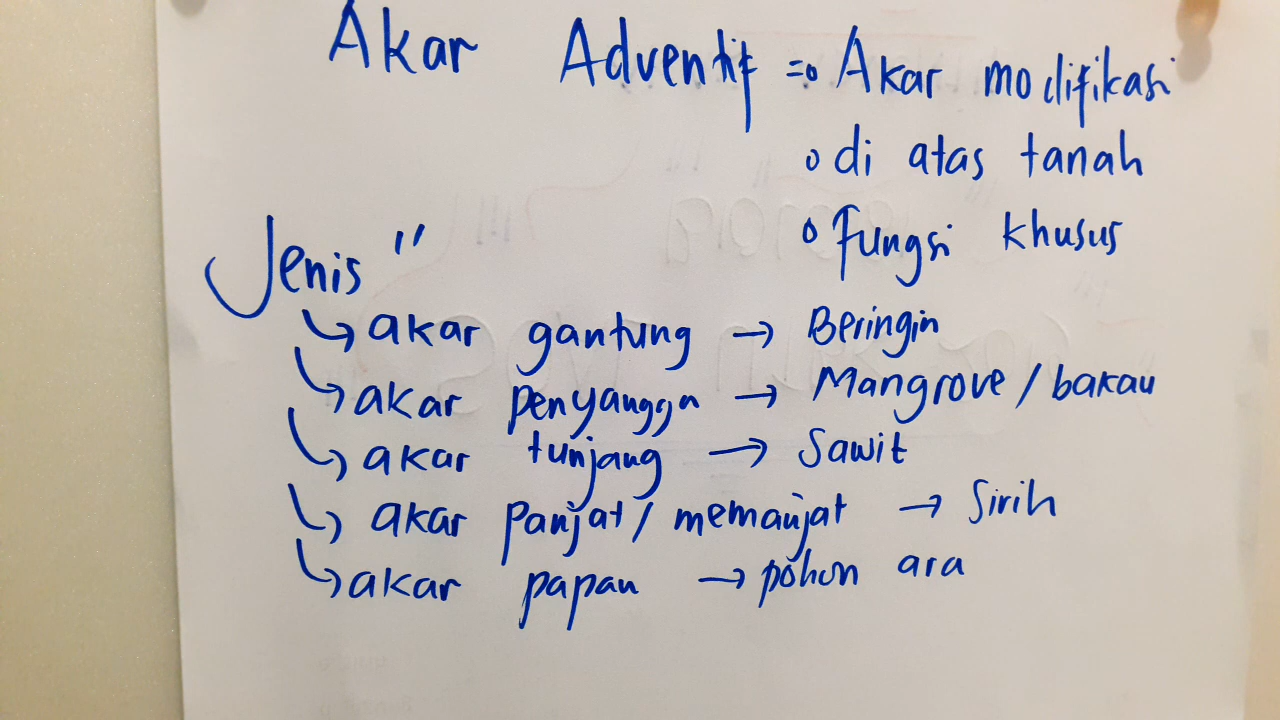 Akar Adventif => Akar modifikasi
◦ di atas tanah
◦ fungsi khusus
Jenis"
↳ akar gantung → Beringin
↳ akar penyangga → Mangrove / bakau
↳ akar tunjang → Sawit
↳ akar panjat / memanjat → Sirih
↳ akar papan → pohon ara